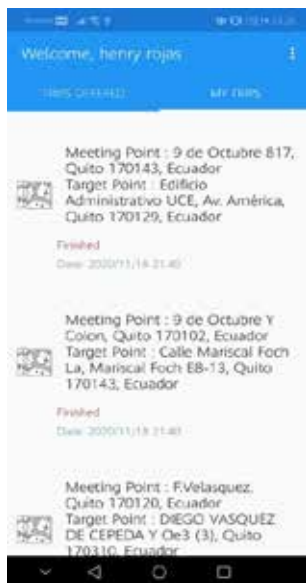 Welcome, henry rojas
TRIPS OFFERED
MY TRIPS
Meeting Point : 9 de Octubre 817,
Quito 170143, Ecuador
Target Point : Edificio
Administrativo UCE, Av. América,
Quito 170129, Ecuador
Finished
Date: 2020/11/18 21:40
Meeting Point : 9 de Octubre Y
Colon, Quito 170102, Ecuador
Target Point : Calle Mariscal Foch
La, Mariscal Foch E8-13, Quito
170143, Ecuador
Finished
Date: 2020/11/18 21:40
Meeting Point : F.Velasquez,
Quito 170120, Ecuador
Target Point : DIEGO VASQUEZ
DE CEPEDA Y Oe3 (3), Quito
170310, Ecuador